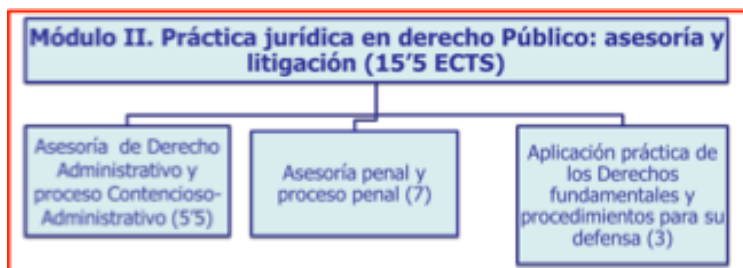 Módulo II. Práctica jurídica en derecho Público: asesoría y
litigación (15'5 ECTS)
Asesoría de Derecho
Administrativo y
proceso Contencioso-
Administrativo (5'5)
Asesoría penal y
proceso penal (7)
Aplicación práctica de
los Derechos
fundamentales y
procedimientos para su
defensa (3)